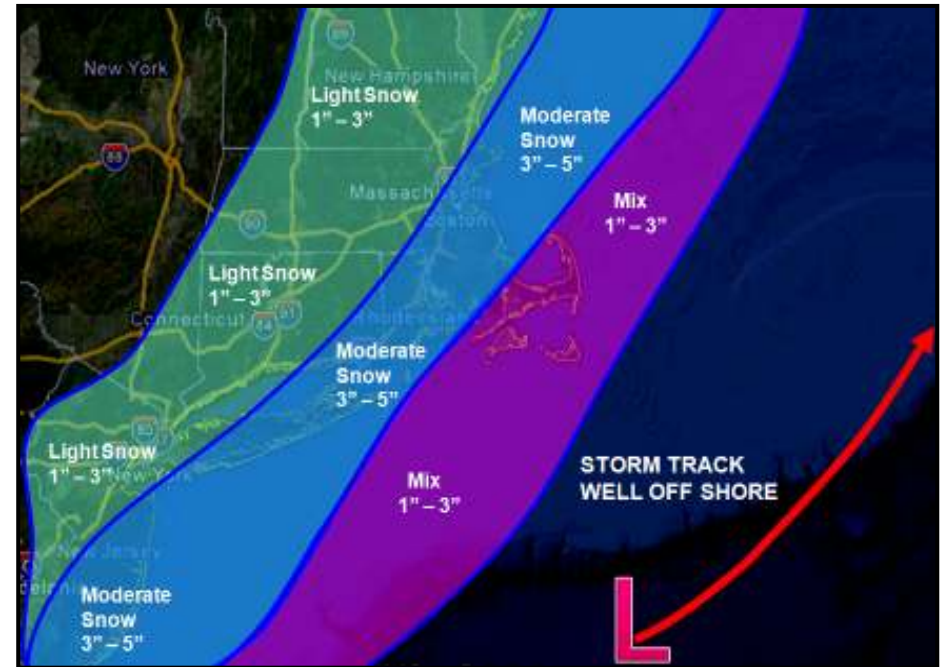 New York
89
New Hampshire
Light Snow
1” – 3”
Moderate
Snow
3” – 5”
88
Massachusetts
Mix
1” – 3”
90
Boston
Light Snow
1” – 3”
Connecticut
84
91
Rhode Island
Moderate
Snow
3” – 5”
Light Snow
1” – 3”
New York
Mix
1” – 3”
STORM TRACK
WELL OFF SHORE
New Jersey
Moderate
Snow
3” – 5”
L